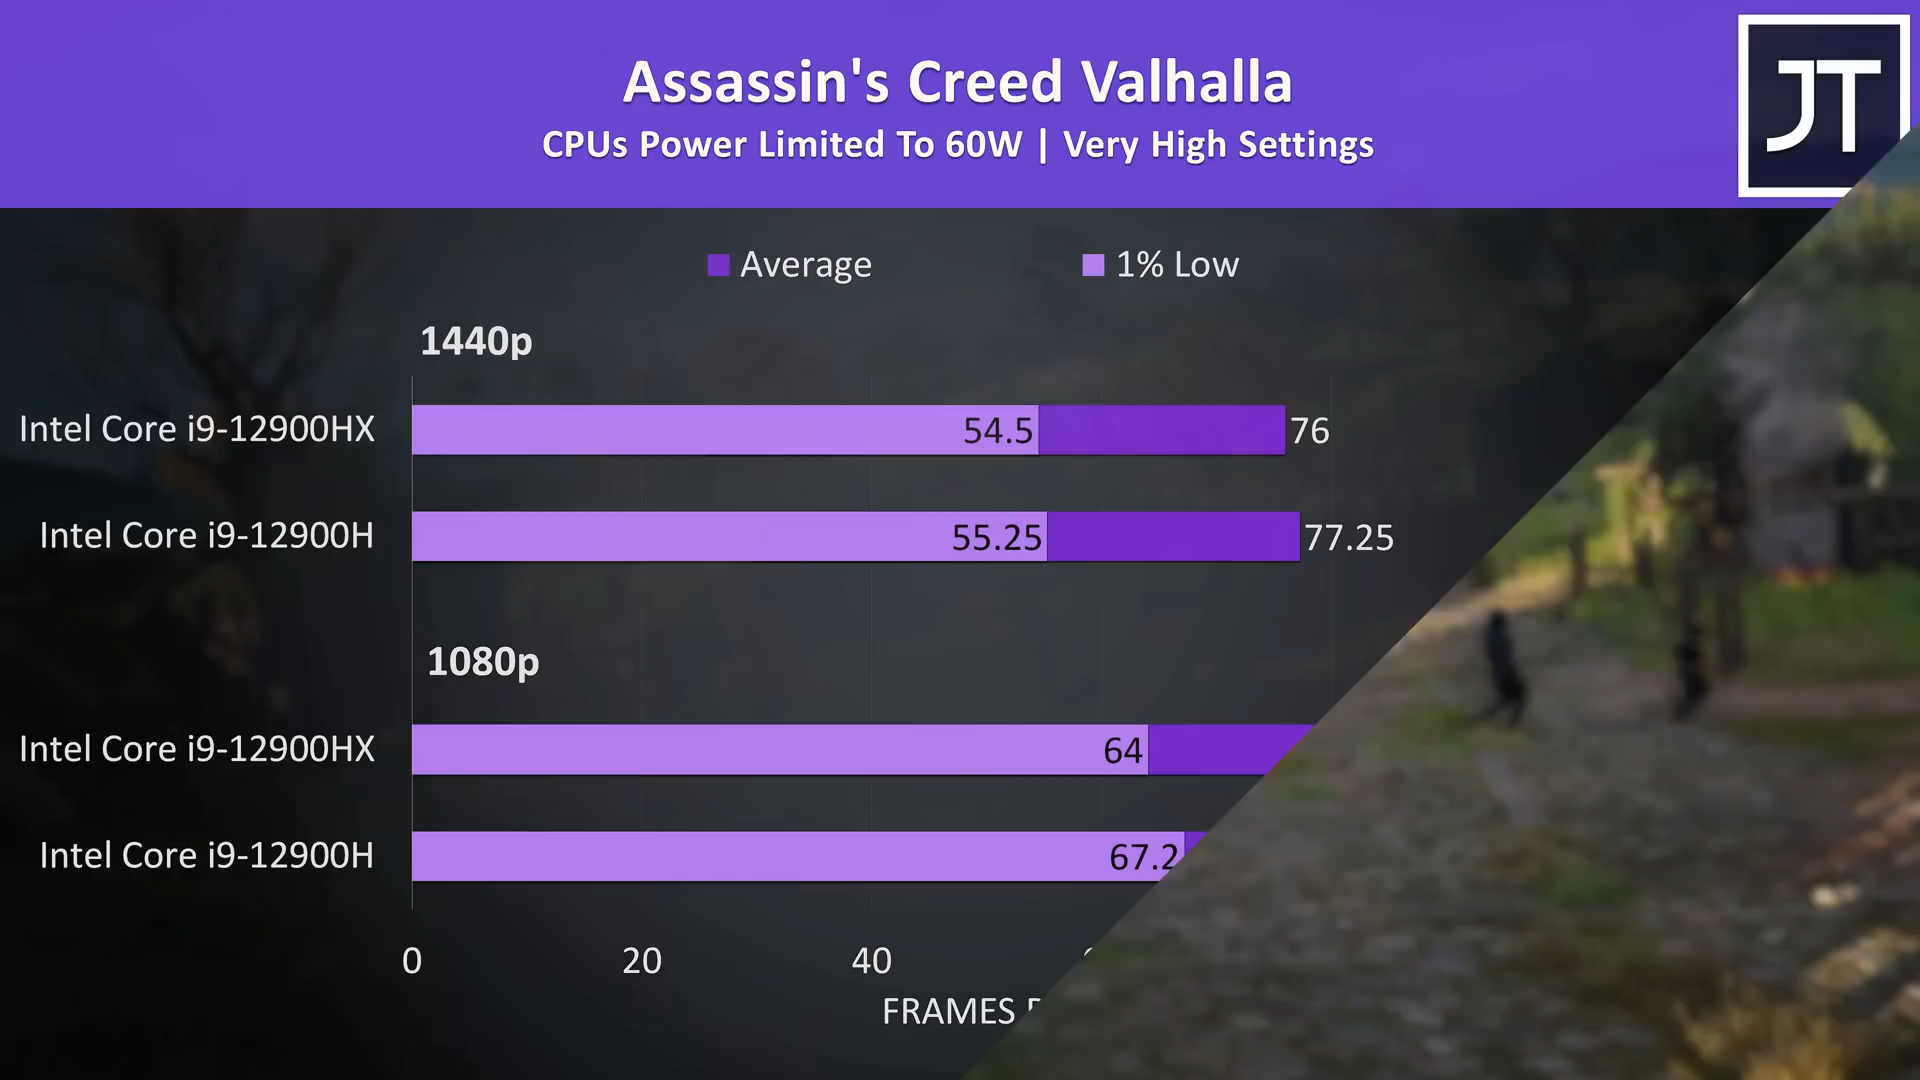 Assassin's Creed Valhalla
JT
CPUs Power Limited To 60W | Very High Settings
Average
1% Low
1440p
Intel Core i9-12900HX
54.5
76
Intel Core i9-12900H
55.25
77.25
1080p
Intel Core i9-12900HX
64
Intel Core i9-12900H
67.2
0
20
40
FRAMES